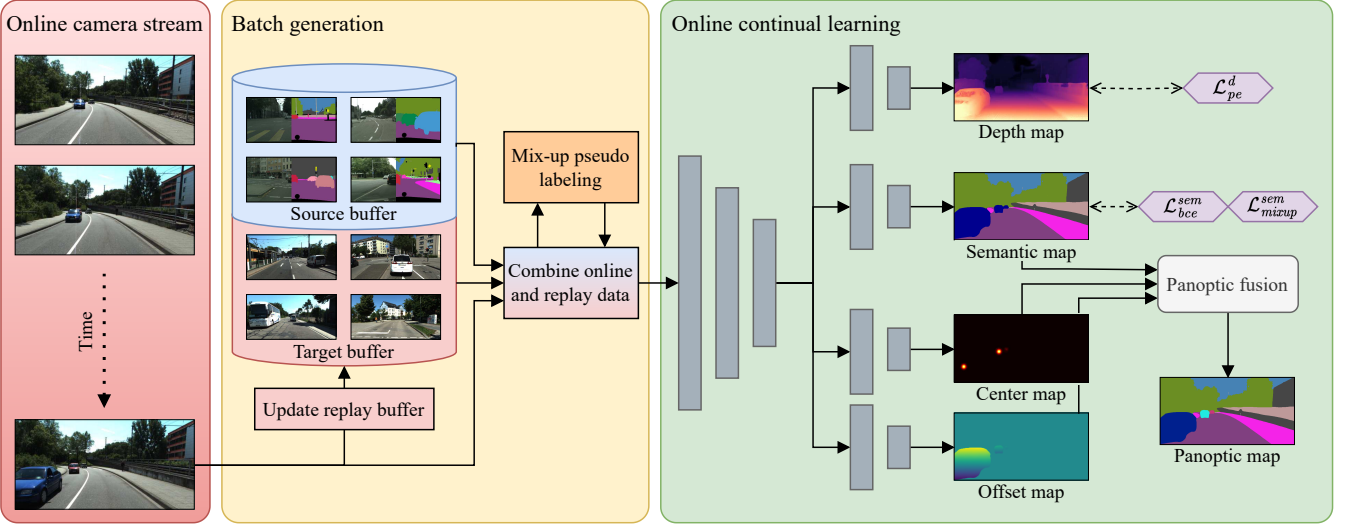 Online camera stream
Time
Batch generation
Source buffer
Target buffer
Update replay buffer
Mix-up pseudo
labeling
Combine online
and replay data
Online continual learning
Depth map
ℒ^d_pe
Semantic map
ℒ^sem_bce
ℒ^sem_mixup
Panoptic fusion
Center map
Offset map
Panoptic map